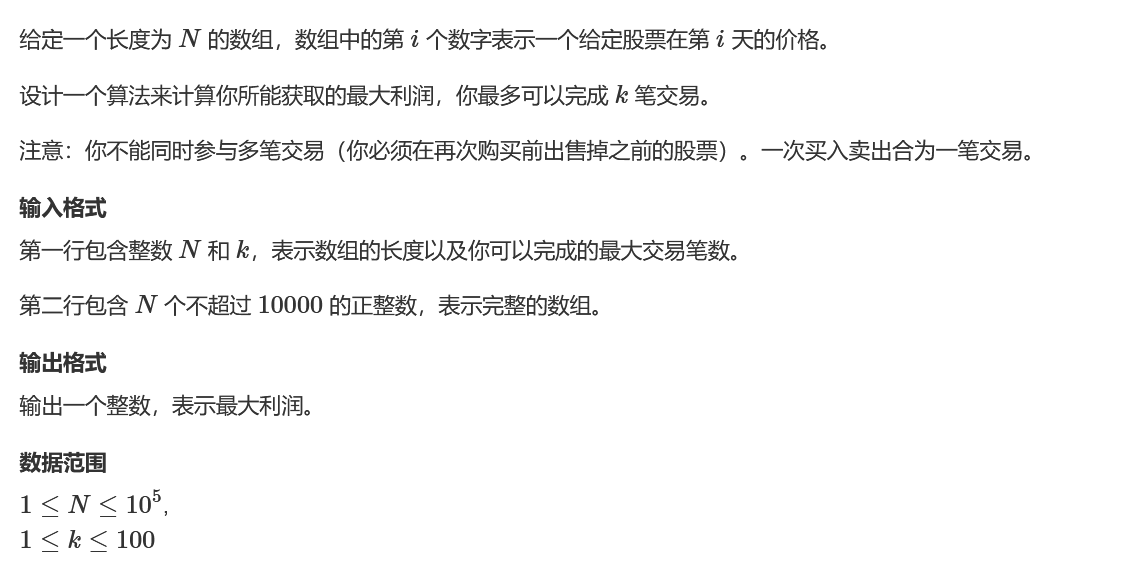 给定一个长度为 N 的数组，数组中的第 i 个数字表示一个给定股票在第 i 天的价格。
设计一个算法来计算你所能获取的最大利润，你最多可以完成 k 笔交易。
注意：你不能同时参与多笔交易（你必须在再次购买前出售掉之前的股票）。一次买入卖出合为一笔交易。
输入格式
第一行包含整数 N 和 k，表示数组的长度以及你可以完成的最大交易笔数。
第二行包含 N 个不超过 10000 的正整数，表示完整的数组。
输出格式
输出一个整数，表示最大利润。
数据范围
1 ≤ N ≤ 10⁵,
1 ≤ k ≤ 100